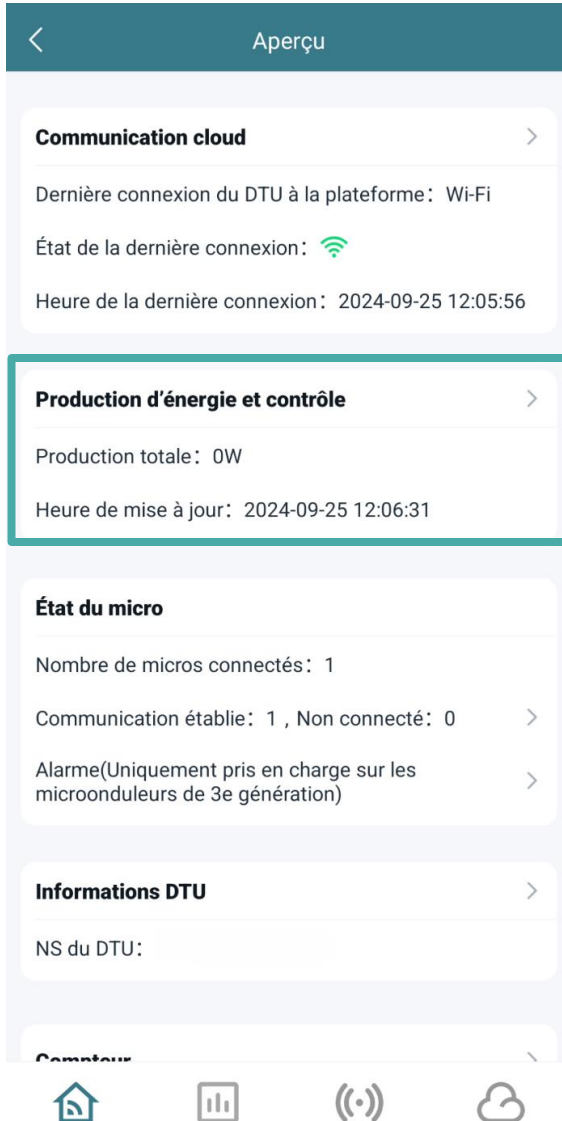 Aperçu
Communication cloud
Dernière connexion du DTU à la plateforme： Wi-Fi
État de la dernière connexion：
Heure de la dernière connexion：2024-09-25 12:05:56
Production d’énergie et contrôle
Production totale：0W
Heure de mise à jour：2024-09-25 12:06:31
État du micro
Nombre de micros connectés：1
Communication établie：1 , Non connecté：0
Alarme(Uniquement pris en charge sur les
microonduleurs de 3e génération)
Informations DTU
NS du DTU：
Compteur